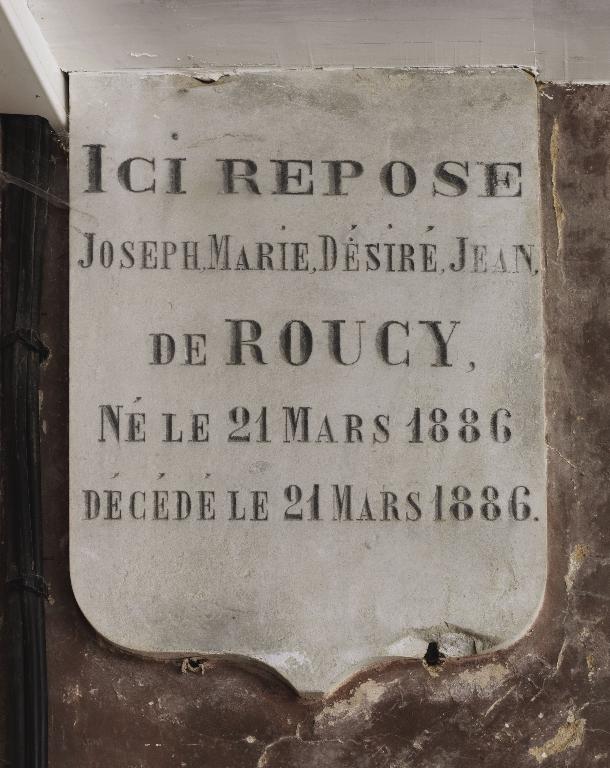 ICI REPOSE
JOSEPH, MARIE, DÉSIRÉ, JEAN,
DE ROUCY,
NÉ LE 21 MARS 1886
DÉCÉDÉ LE 21 MARS 1886.